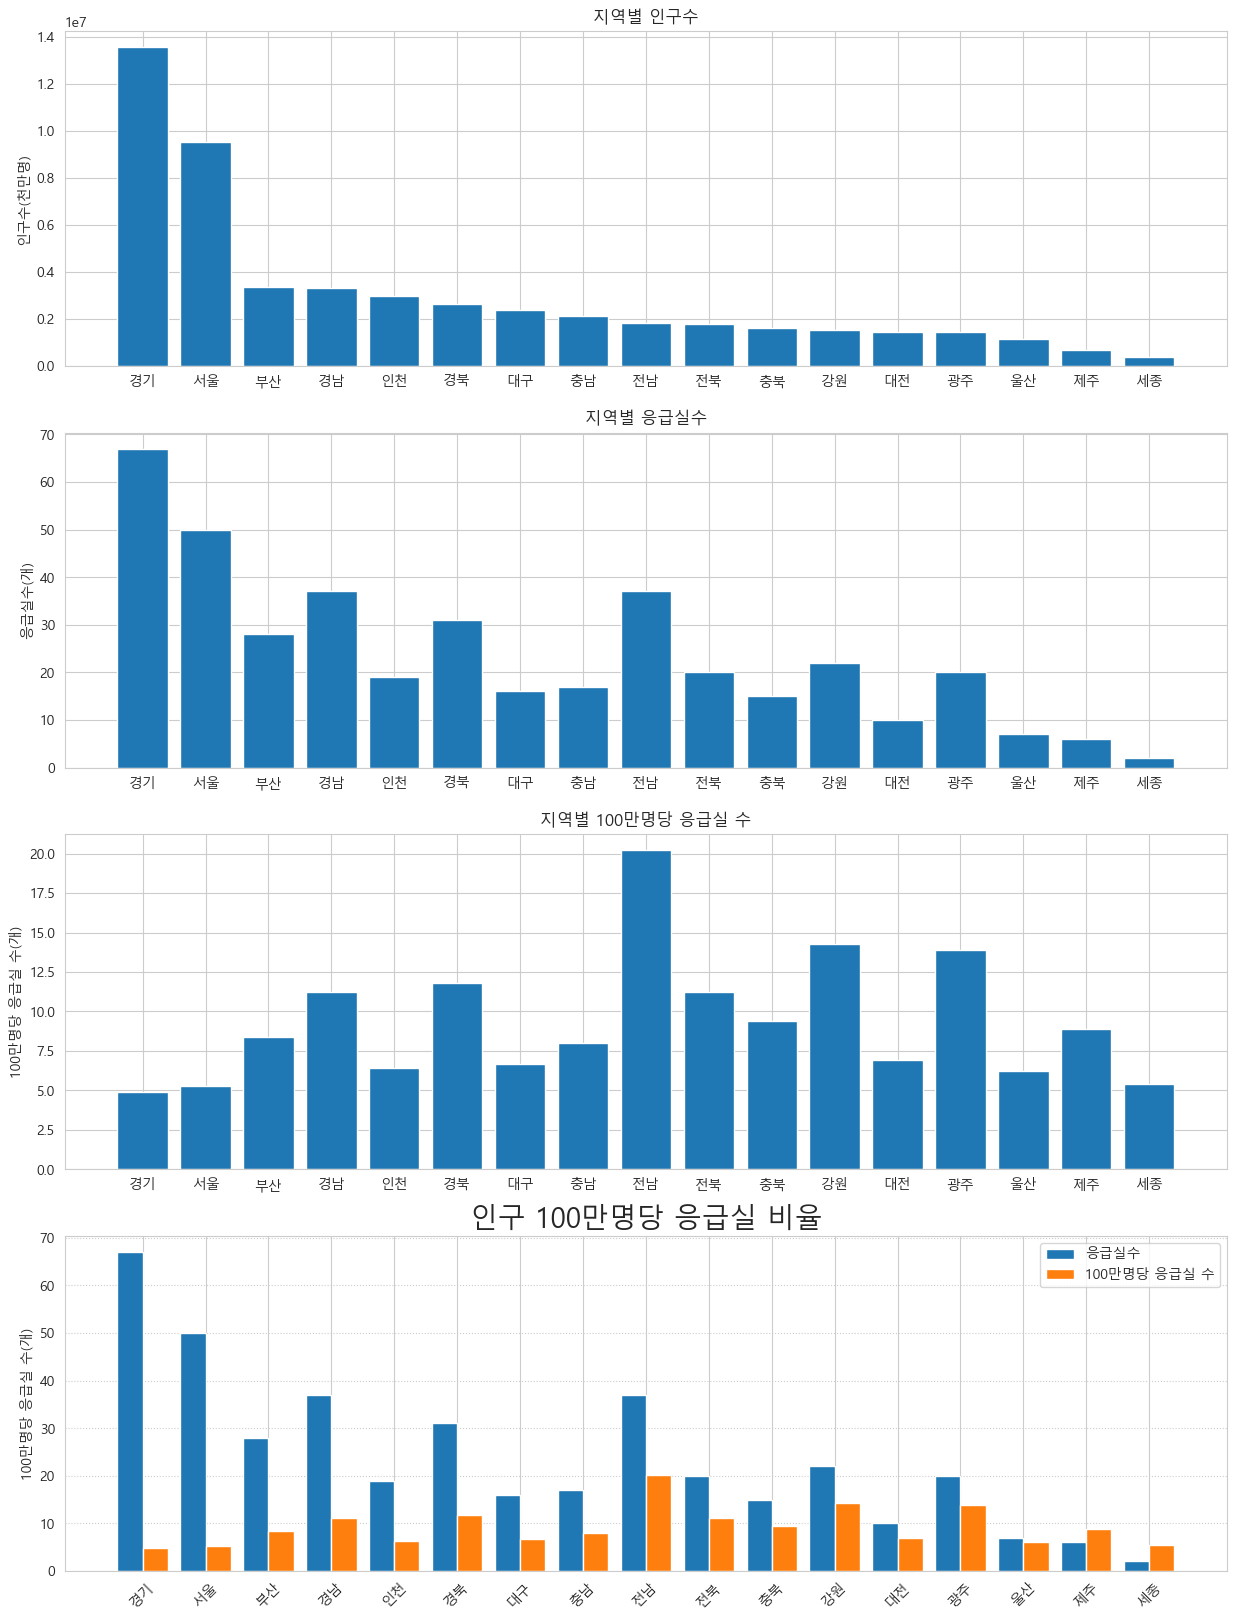 지역별 인구수
1e7
인구수(천만명)
1.4
1.2
1.0
0.8
0.6
0.4
0.2
0.0
경기 서울 부산 경남 인천 경북 대구 충남 전남 전북 충북 강원 대전 광주 울산 제주 세종
지역별 응급실수
응급실수(개)
70
60
50
40
30
20
10
0
경기 서울 부산 경남 인천 경북 대구 충남 전남 전북 충북 강원 대전 광주 울산 제주 세종
지역별 100만명당 응급실 수
100만명당 응급실 수(개)
20.0
17.5
15.0
12.5
10.0
7.5
5.0
2.5
0.0
경기 서울 부산 경남 인천 경북 대구 충남 전남 전북 충북 강원 대전 광주 울산 제주 세종
인구 100만명당 응급실 비율
100만명당 응급실 수(개)
70
60
50
40
30
20
10
0
응급실수
100만명당 응급실 수
경기 서울 부산 경남 인천 경북 대구 충남 전남 전북 충북 강원 대전 광주 울산 제주 세종